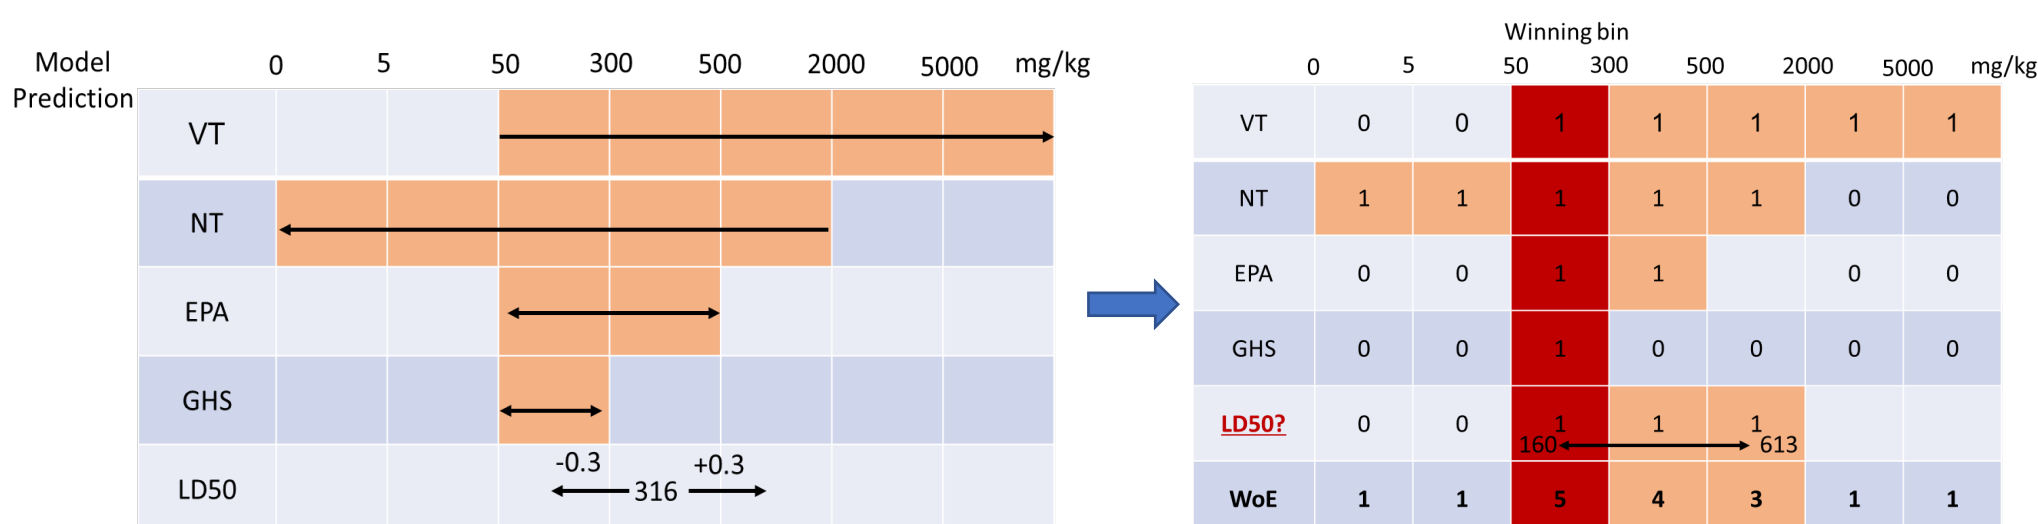 Model
Prediction
0 5 50 300 500 2000 5000 mg/kg
VT
NT
EPA
GHS
LD50 -0.3 316 +0.3
Winning bin
0 5 50 300 500 2000 5000 mg/kg
VT 0 0 1 1 1 1 1
NT 1 1 1 1 1 0 0
EPA 0 0 1 1 0 0
GHS 0 0 1 0 0 0 0
LD50? 0 0 1 1 1
160 613
WoE 1 1 5 4 3 1 1